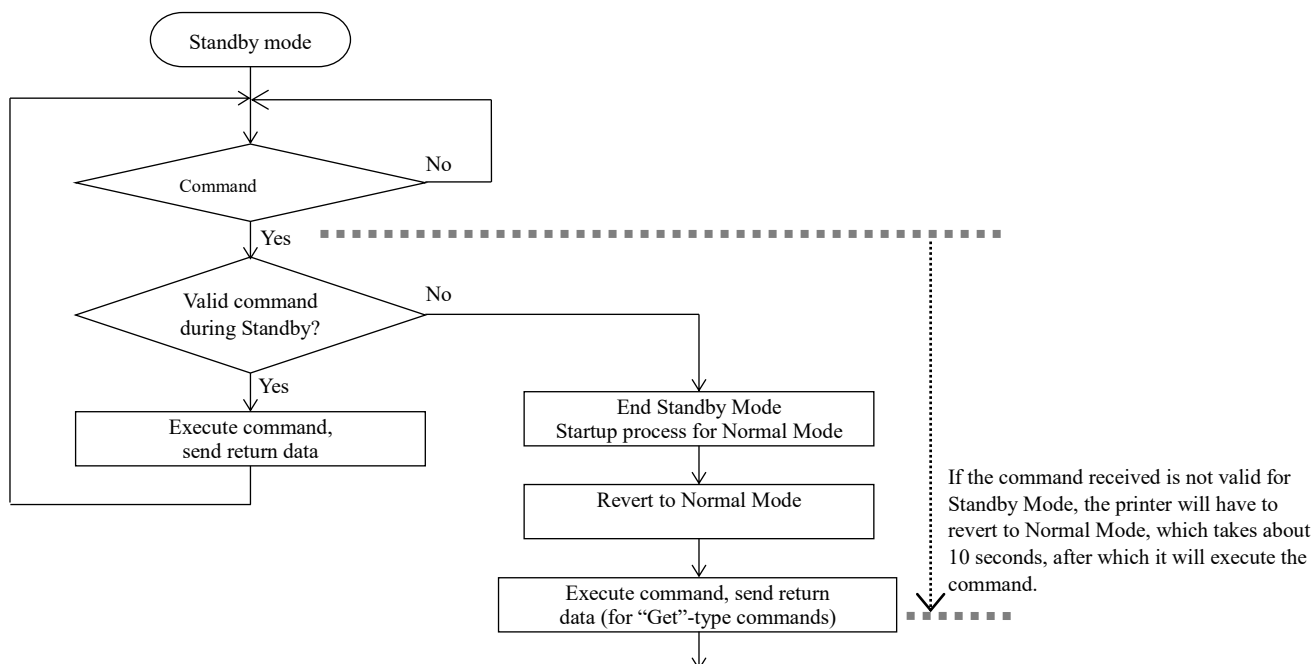 Standby mode
No
Command
Yes
Valid command
during Standby?
No
Yes
Execute command,
send return data
End Standby Mode
Startup process for Normal Mode
Revert to Normal Mode
If the command received is not valid for
Standby Mode, the printer will have to
revert to Normal Mode, which takes about
10 seconds, after which it will execute the
command.
Execute command, send return
data (for “Get”-type commands)